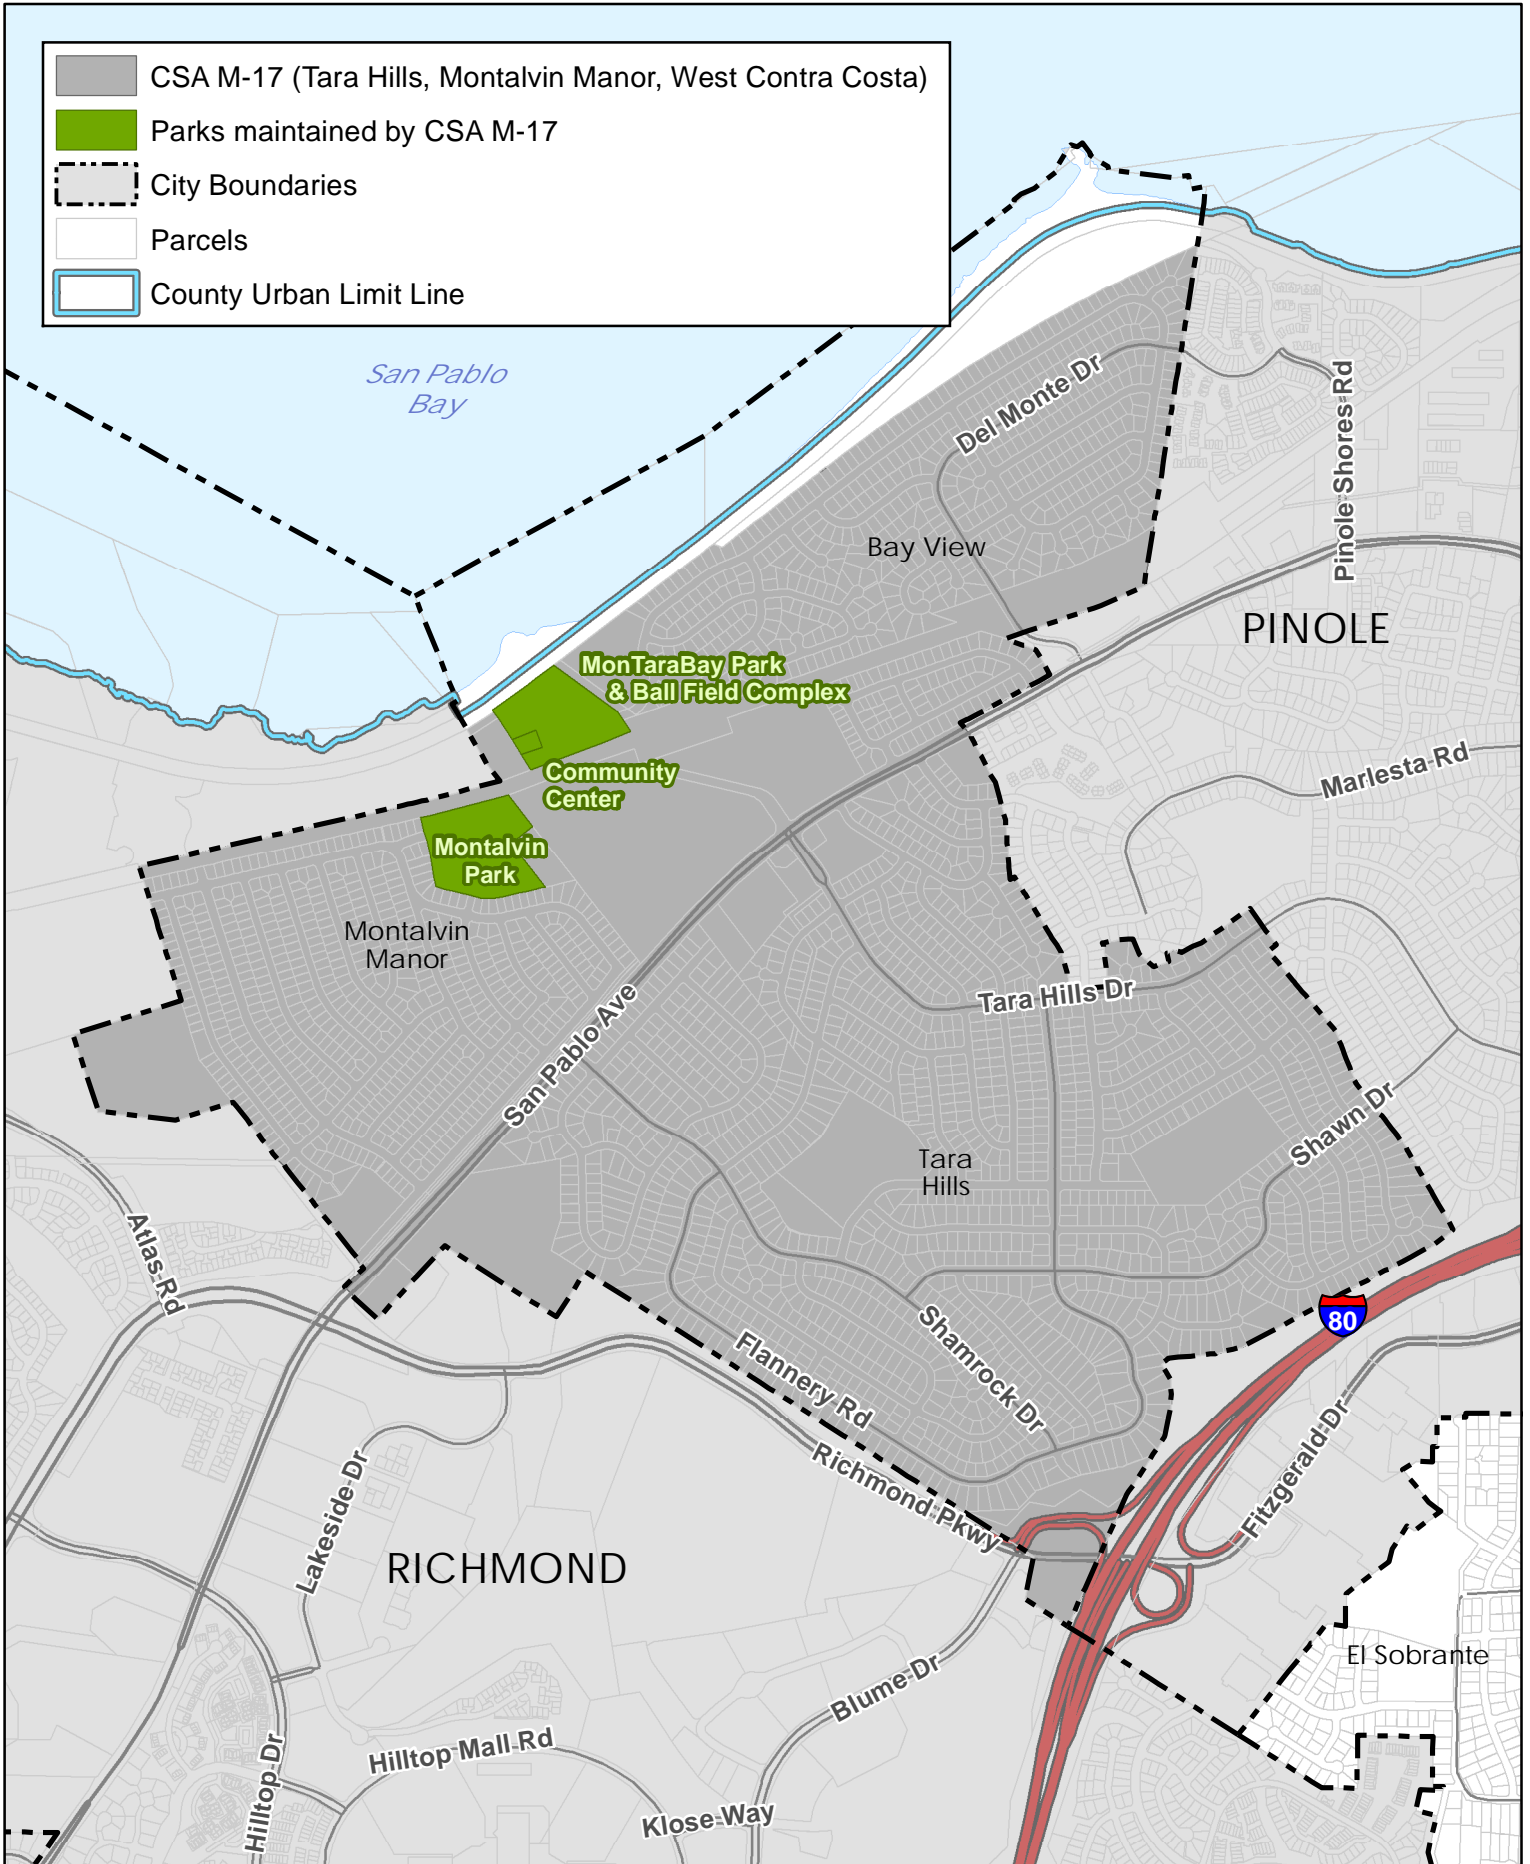 CSA M-17 (Tara Hills, Montalvin Manor, West Contra Costa)
Parks maintained by CSA M-17
City Boundaries
Parcels
County Urban Limit Line
San Pablo
Bay
Del Monte Dr
Pinole Shores Rd
Bay View
PINOLE
MonTaraBay Park
& Ball Field Complex
Community
Center
Marlesta Rd
Montalvin
Park
Montalvin
Manor
Tara Hills Dr
San Pablo Ave
Shawn Dr
Tara
Hills
Atlas Rd
80
Shamrock Dr
Flannery Rd
Richmond Pkwy
Fitzgerald Dr
Lakeside Dr
RICHMOND
El Sobrante
Blume Dr
Hilltop Mall Rd
Hilltop Dr
Klose Way